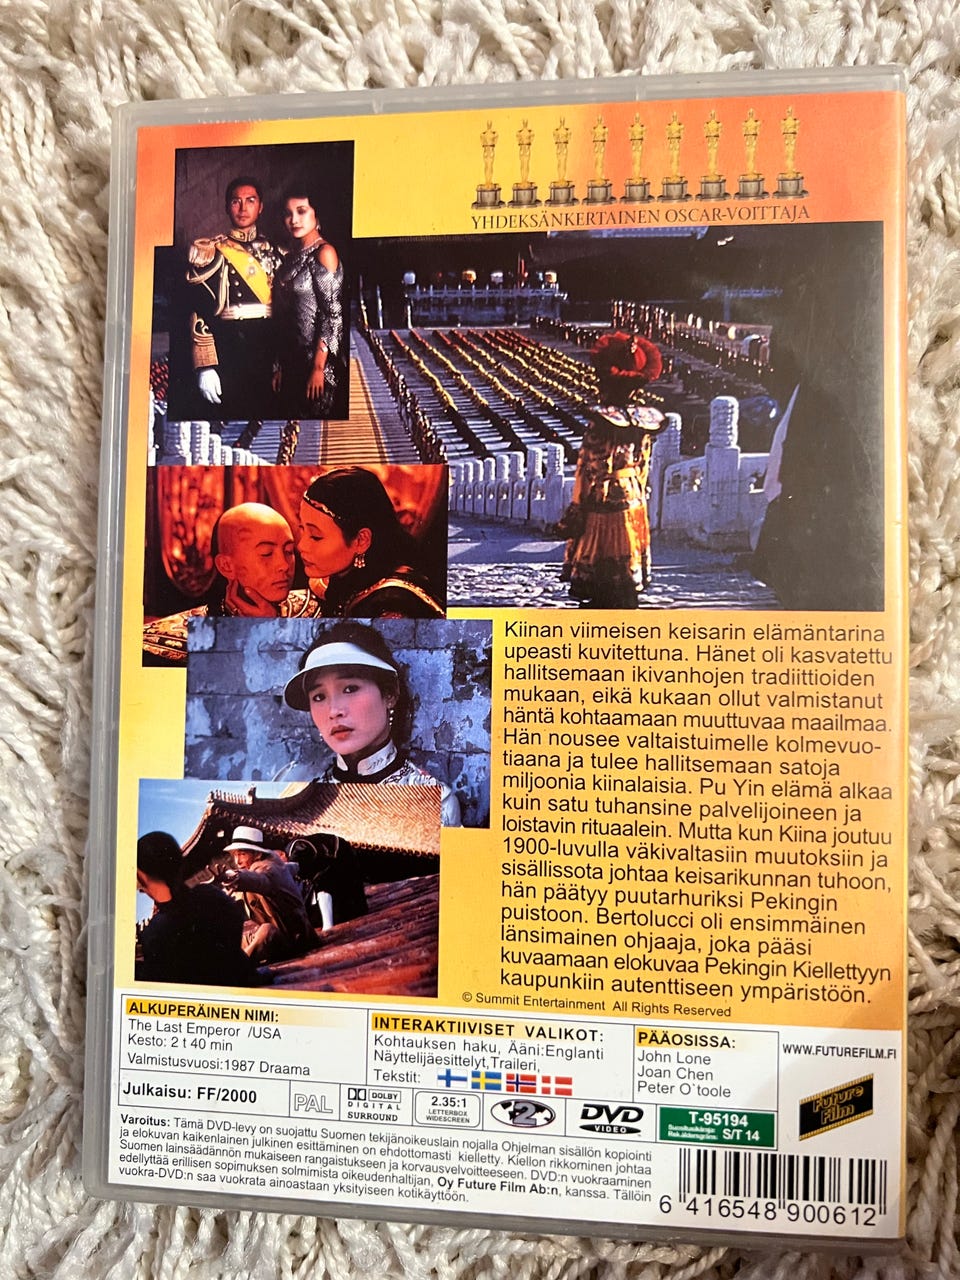 YHDEKSÄNKERTAINEN OSCAR-VOITTAJA
Kiinan viimeisen keisarin elämäntarina
upeasti kuvitettuna. Hänet oli kasvatettu
hallitsemaan ikivanhojen tradiittioiden
mukaan, eikä kukaan ollut valmistanut
häntä kohtaamaan muuttuvaa maailmaa.
Hän nousee valtaistuimelle kolmevuo-
tiaana ja tulee hallitsemaan satoja
miljoonia kiinalaisia. Pu Yin elämä alkaa
kuin satu tuhansine palvelijoineen ja
loistavin rituaalein. Mutta kun Kiina joutuu
1900-luvulla väkivaltasiin muutoksiin ja
sisällissota johtaa keisarikunnan tuhoon,
hän päätyy puutarhuriksi Pekingin
puistoon. Bertolucci oli ensimmäinen
länsimainen ohjaaja, joka pääsi
kuvaamaan elokuvaa Pekingin Kiellettyyn
kaupunkiin autenttiseen ympäristöön.
© Summit Entertainment All Rights Reserved
ALKUPERÄINEN NIMI:
The Last Emperor /USA
Kesto: 2 t 40 min
Valmistusvuosi:1987 Draama
INTERAKTIIVISET VALIKOT:
Kohtauksen haku, Ääni:Englanti
Näyttelijäesittelyt,Traileri,
Tekstit:
PÄÄOSISSA:
John Lone
Joan Chen
Peter O`toole
WWW.FUTUREFILM.FI
Future
Film
Julkaisu: FF/2000
PAL
DOLBY
DIGITAL
SURROUND
2.35:1
LETTERBOX
WIDESCREEN
2
DVD
VIDEO
T-95194
Suosituskäraja: S/T 14
Rekåldersgräns:
Varoitus: Tämä DVD-levy on suojattu Suomen tekijänoikeuslain nojalla Ohjelman sisällön kopiointi
ja elokuvan kaikenlainen julkinen esittäminen on ehdottomasti kielletty. Kiellon rikkominen johtaa
Suomen lainsäädännön mukaiseen rangaistukseen ja korvausvelvoitteeseen. DVD:n vuokraaminen
edellyttää erillisen sopimuksen solmimista oikeudenhaltijan, Oy Future Film Ab:n, kanssa. Tällöin
vuokra-DVD:n saa vuokrata ainoastaan yksityiseen kotikäyttöön.
6 416548 900612